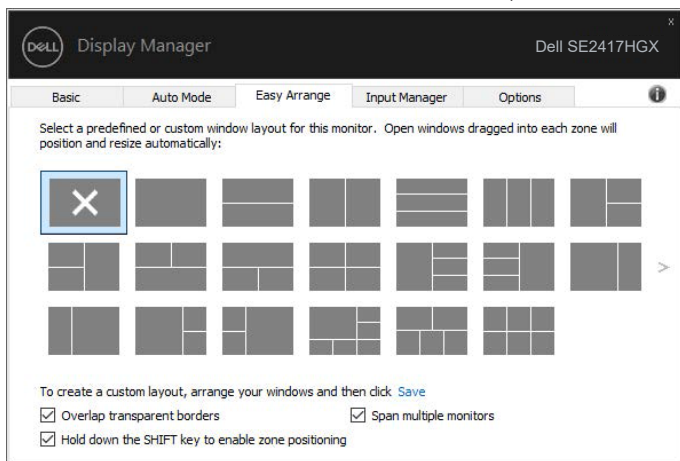 x
DELL Display Manager Dell SE2417HGX
Basic Auto Mode Easy Arrange Input Manager Options i
Select a predefined or custom window layout for this monitor. Open windows dragged into each zone will
position and resize automatically:
>
To create a custom layout, arrange your windows and then click Save
Overlap transparent borders Span multiple monitors
Hold down the SHIFT key to enable zone positioning